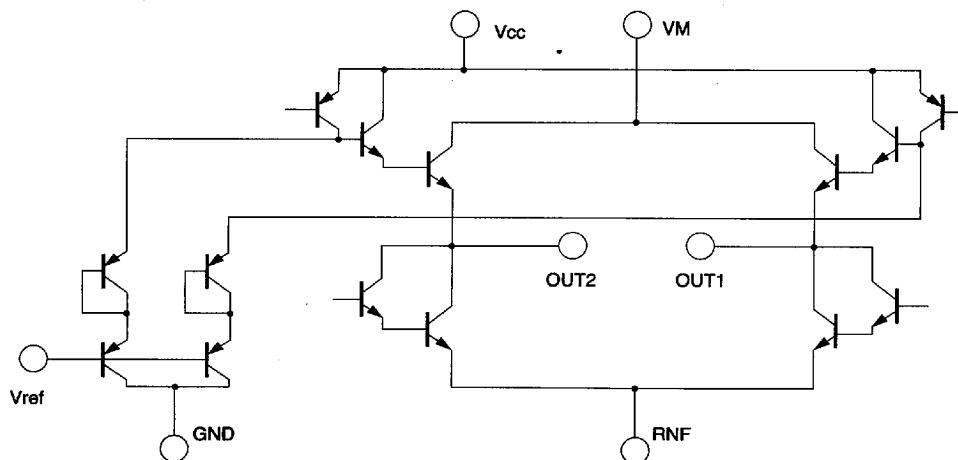 Vcc
VM
OUT2
OUT1
Vref
GND
RNF